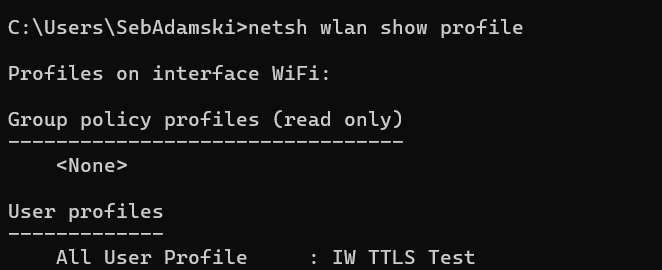 C:\Users\SebAdamski>netsh wlan show profile
Profiles on interface WiFi:
Group policy profiles (read only)
---------------------------------
<None>
User profiles
-------------
All User Profile     : IW TTLS Test